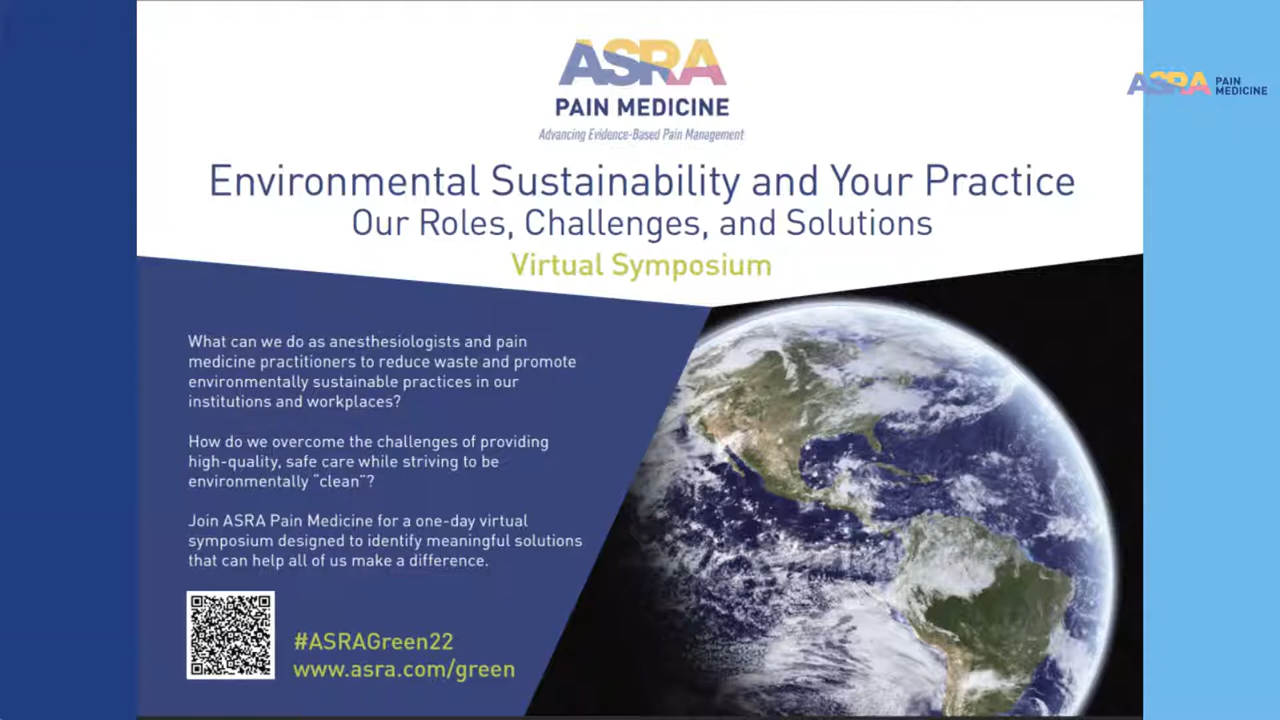 ASRA
PAIN MEDICINE
Advancing Evidence-Based Pain Management
ASRA PAIN
MEDICINE
Environmental Sustainability and Your Practice
Our Roles, Challenges, and Solutions
Virtual Symposium
What can we do as anesthesiologists and pain
medicine practitioners to reduce waste and promote
environmentally sustainable practices in our
institutions and workplaces?
How do we overcome the challenges of providing
high-quality, safe care while striving to be
environmentally “clean”?
Join ASRA Pain Medicine for a one-day virtual
symposium designed to identify meaningful solutions
that can help all of us make a difference.
#ASRAGreen22
www.asra.com/green